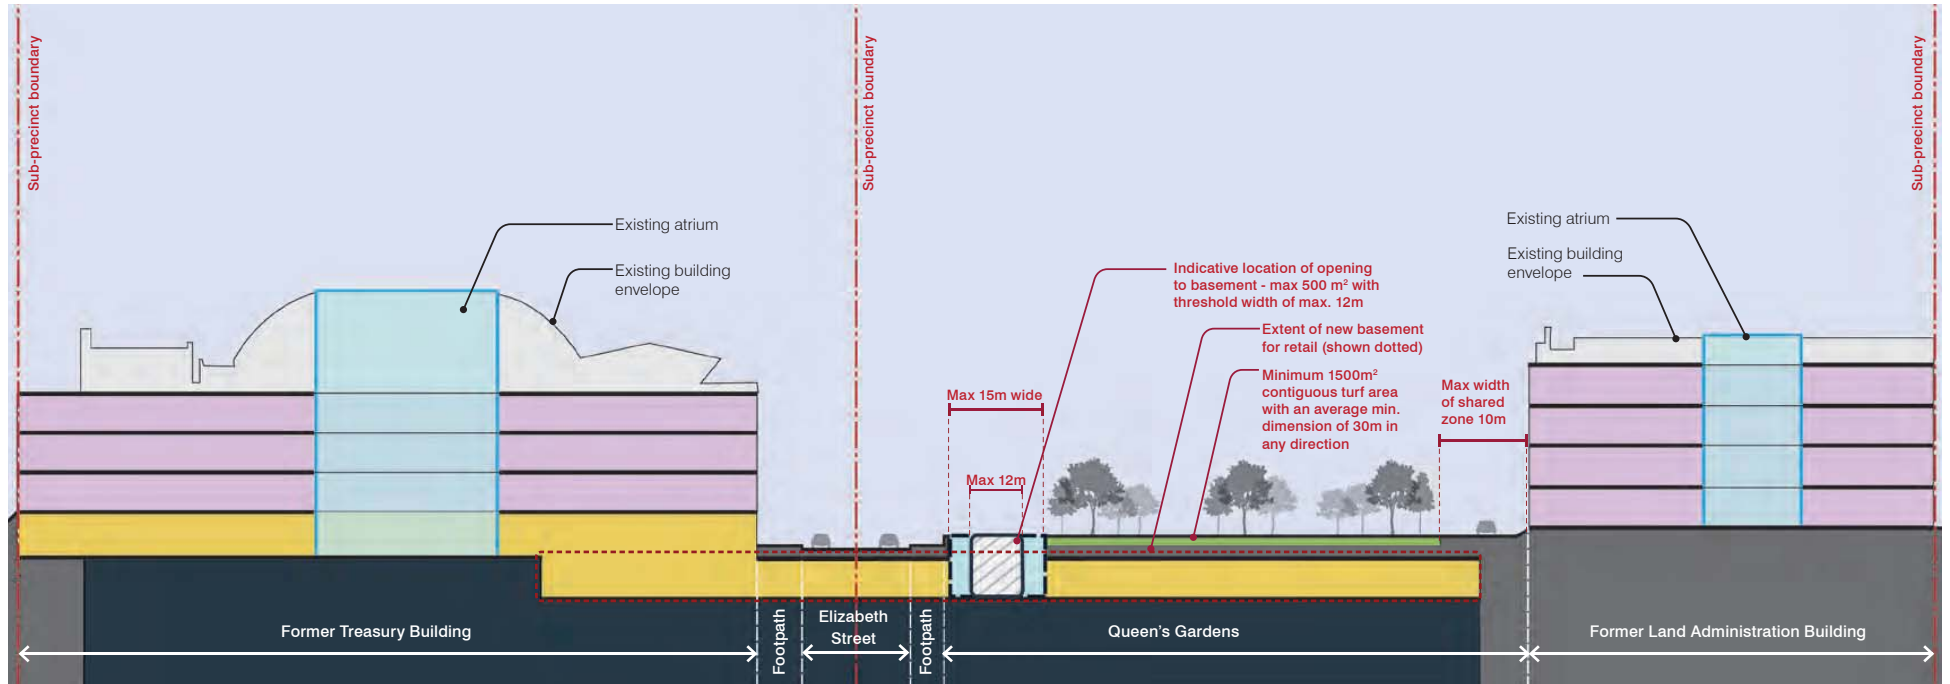 Sub-precinct boundary
Sub-precinct boundary
Sub-precinct boundary
Existing atrium
Existing building
envelope
Indicative location of opening
to basement - max 500 m² with
threshold width of max. 12m
Extent of new basement
for retail (shown dotted)
Minimum 1500m²
contiguous turf area
with an average min.
dimension of 30m in
any direction
Max 15m wide
Max 12m
Max width
of shared
zone 10m
Existing atrium
Existing building
envelope
Former Treasury Building
Footpath
Elizabeth
Street
Footpath
Queen's Gardens
Former Land Administration Building